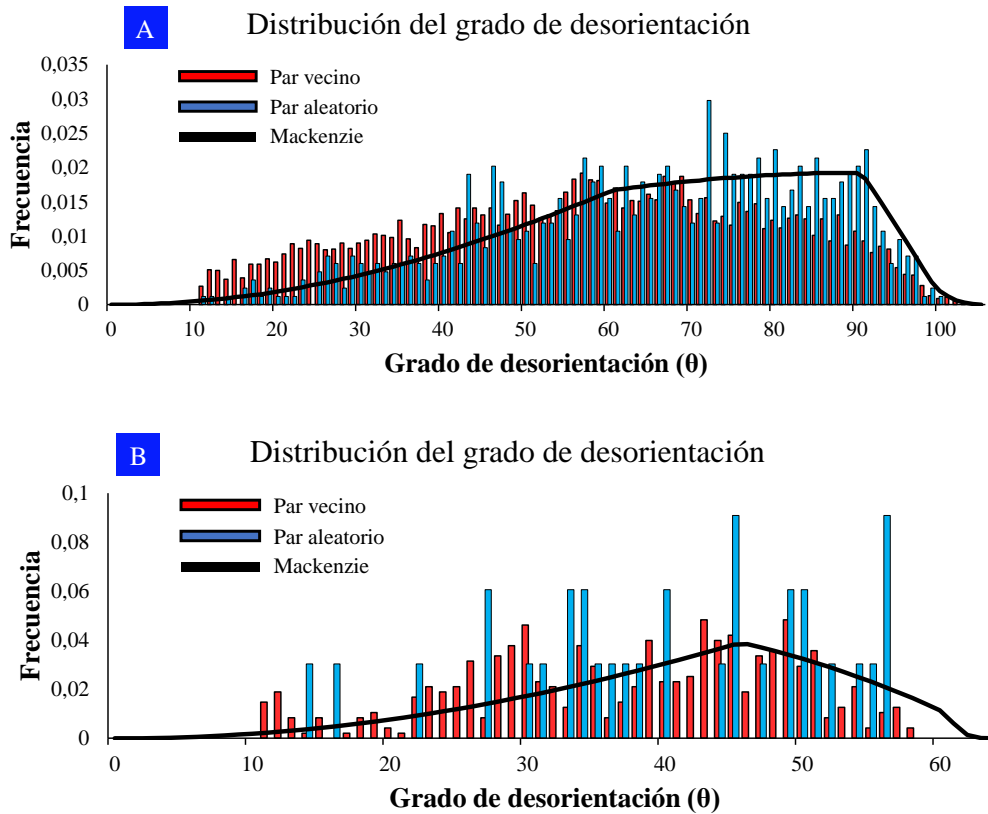 A
Distribución del grado de desorientación
0,035
0,03
0,025
0,02
0,015
0,01
0,005
0
Frecuencia
Par vecino
Par aleatorio
Mackenzie
0 10 20 30 40 50 60 70 80 90 100
Grado de desorientación (θ)
B
Distribución del grado de desorientación
0,1
0,08
0,06
0,04
0,02
0
Frecuencia
Par vecino
Par aleatorio
Mackenzie
0 10 20 30 40 50 60
Grado de desorientación (θ)